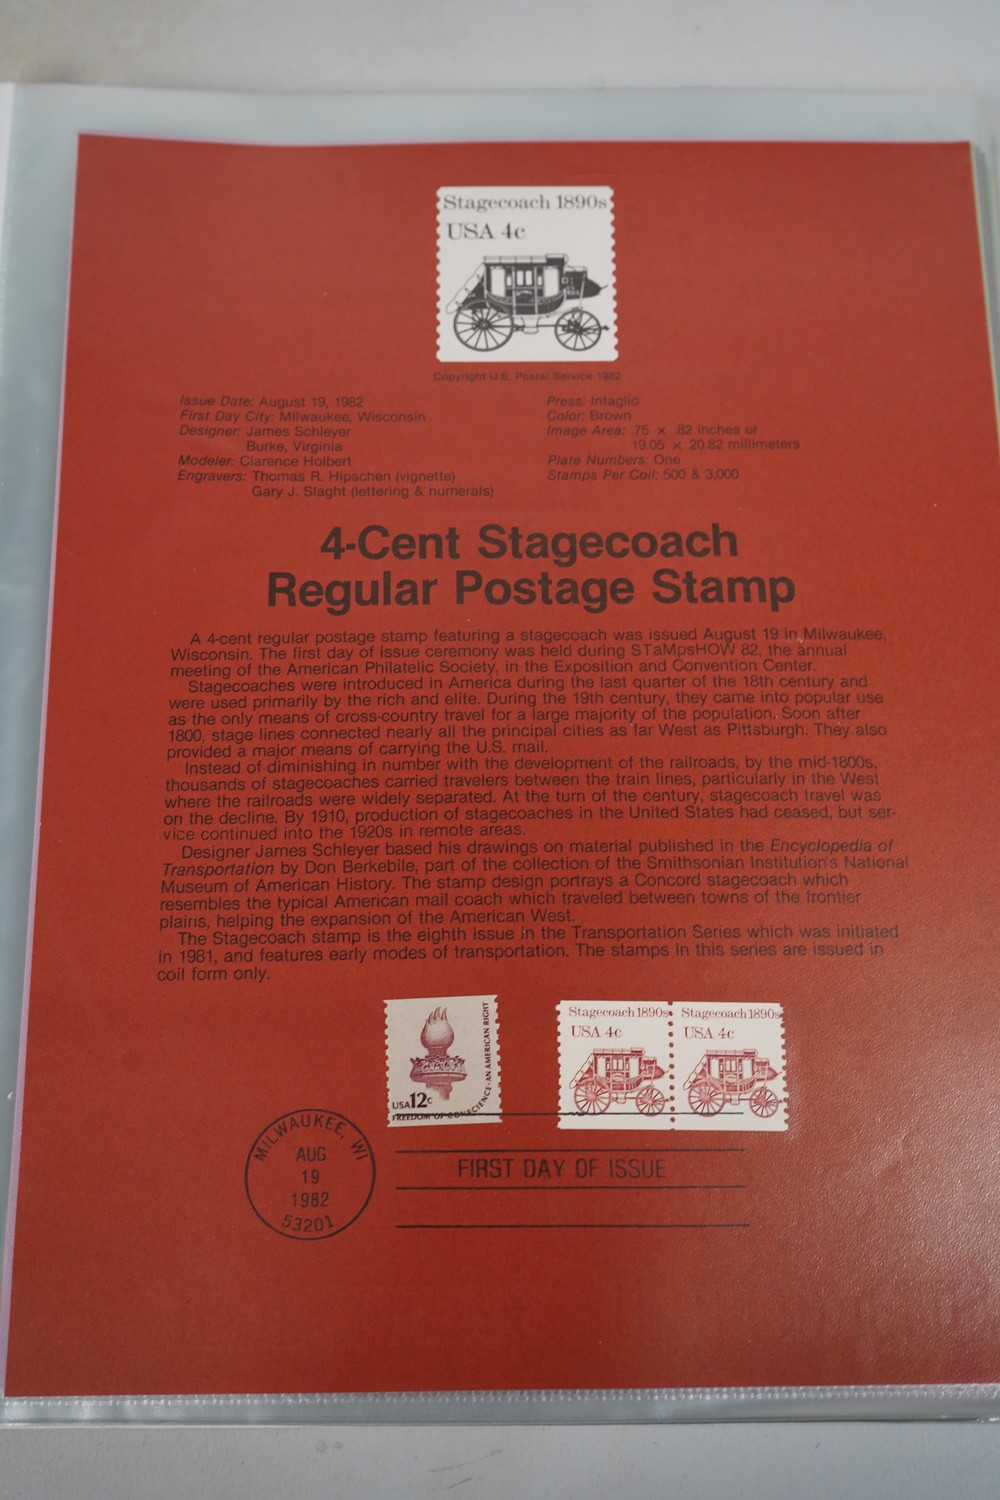 Stagecoach 1890s
USA 4c
Copyright U.S. Postal Service 1982
Issue Date: August 19, 1982
First Day City: Milwaukee, Wisconsin
Designer: James Schleyer
Burke, Virginia
Modeler: Clarence Holbert
Engravers: Thomas R. Hipschen (vignette)
Gary J. Slaght (lettering & numerals)
Press: Intaglio
Color: Brown
Image Area: .75 × .82 inches or
19.05 × 20.82 millimeters
Plate Numbers: One
Stamps Per Coil: 500 & 3,000
4-Cent Stagecoach
Regular Postage Stamp
A 4-cent regular postage stamp featuring a stagecoach was issued August 19 in Milwaukee,
Wisconsin. The first day of issue ceremony was held during STaMpsHOW 82, the annual
meeting of the American Philatelic Society, in the Exposition and Convention Center.
Stagecoaches were introduced in America during the last quarter of the 18th century and
were used primarily by the rich and elite. During the 19th century, they came into popular use
as the only means of cross-country travel for a large majority of the population. Soon after
1800, stage lines connected nearly all the principal cities as far West as Pittsburgh. They also
provided a major means of carrying the U.S. mail.
Instead of diminishing in number with the development of the railroads, by the mid-1800s,
thousands of stagecoaches carried travelers between the train lines, particularly in the West
where the railroads were widely separated. At the turn of the century, stagecoach travel was
on the decline. By 1910, production of stagecoaches in the United States had ceased, but ser-
vice continued into the 1920s in remote areas.
Designer James Schleyer based his drawings on material published in the Encyclopedia of
Transportation by Don Berkebile, part of the collection of the Smithsonian Institution's National
Museum of American History. The stamp design portrays a Concord stagecoach which
resembles the typical American mail coach which traveled between towns of the frontier
plains, helping the expansion of the American West.
The Stagecoach stamp is the eighth issue in the Transportation Series which was initiated
in 1981, and features early modes of transportation. The stamps in this series are issued in
coil form only.
USA 12c
FREEDOM OF CONSCIENCE · AN AMERICAN RIGHT
Stagecoach 1890s
USA 4c
Stagecoach 1890s
USA 4c
MILWAUKEE, WI
AUG
19
1982
53201
FIRST DAY OF ISSUE